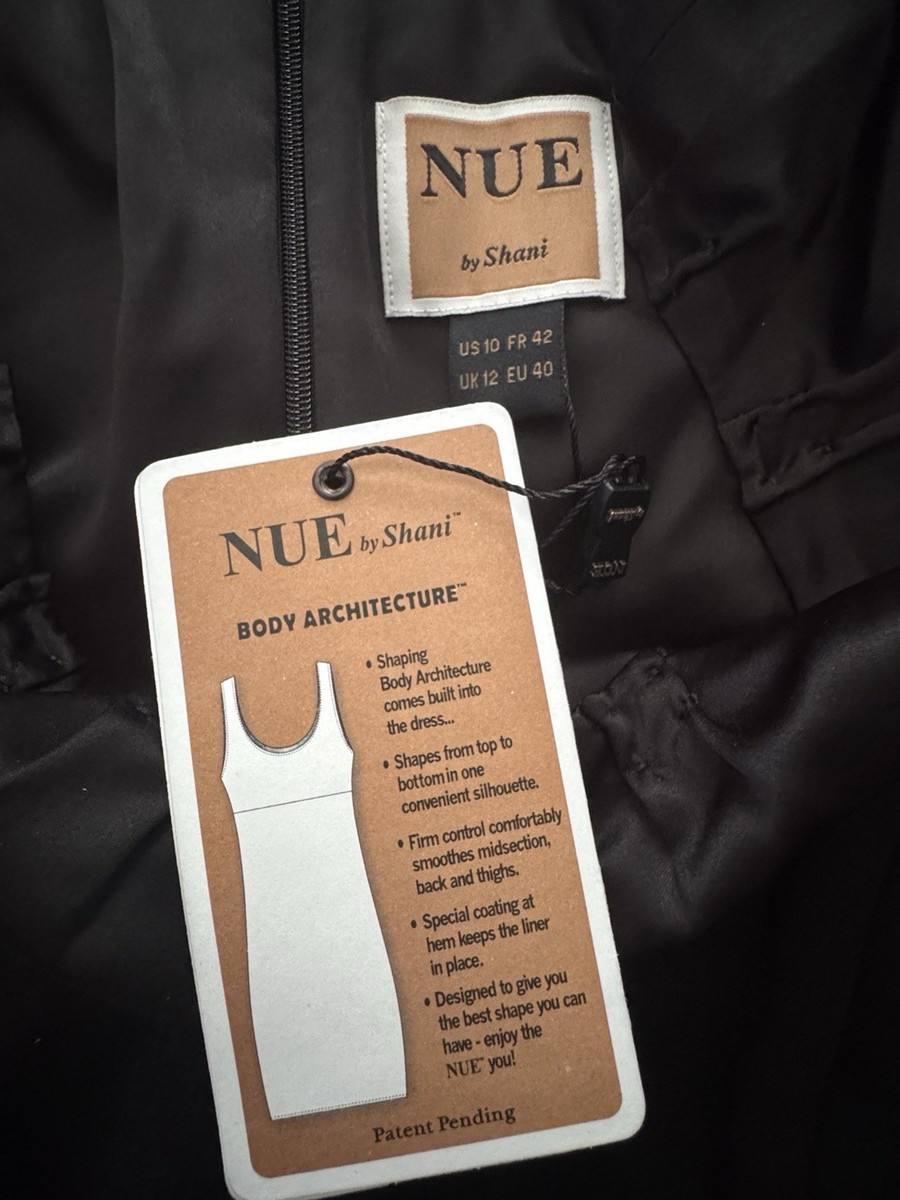 NUE
by Shani
US 10 FR 42
UK 12 EU 40
NUE by Shani™
BODY ARCHITECTURE™
• Shaping
Body Architecture
comes built into
the dress...
• Shapes from top to
bottom in one
convenient silhouette.
• Firm control comfortably
smoothes midsection,
back and thighs.
• Special coating at
hem keeps the liner
in place.
• Designed to give you
the best shape you can
have - enjoy the
NUE™ you!
Patent Pending